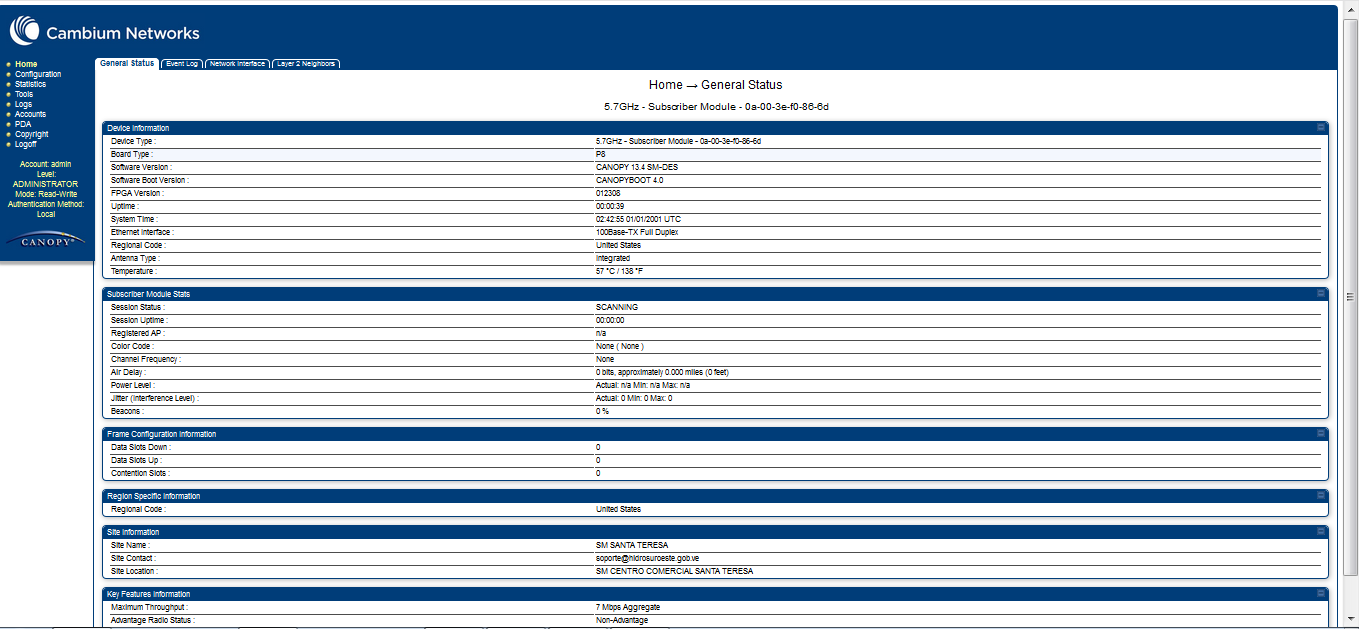 Cambium Networks
Home
Configuration
Statistics
Tools
Logs
Accounts
PDA
Copyright
Logoff
Account: admin
Level:
ADMINISTRATOR
Mode: Read-Write
Authentication Method:
Local
CANOPY®
General Status Event Log Network Interface Layer 2 Neighbors
Home → General Status
5.7GHz - Subscriber Module - 0a-00-3e-f0-86-6d
Device Information
Device Type : 5.7GHz - Subscriber Module - 0a-00-3e-f0-86-6d
Board Type : P8
Software Version : CANOPY 13.4 SM-DES
Software Boot Version : CANOPYBOOT 4.0
FPGA Version : 012308
Uptime : 00:00:39
System Time : 02:42:55 01/01/2001 UTC
Ethernet Interface : 100Base-TX Full Duplex
Regional Code : United States
Antenna Type : Integrated
Temperature : 57 °C / 138 °F
Subscriber Module Stats
Session Status : SCANNING
Session Uptime : 00:00:00
Registered AP : n/a
Color Code : None ( None )
Channel Frequency : None
Air Delay : 0 bits, approximately 0.000 miles (0 feet)
Power Level : Actual: n/a Min: n/a Max: n/a
Jitter (Interference Level) : Actual: 0 Min: 0 Max: 0
Beacons : 0 %
Frame Configuration Information
Data Slots Down : 0
Data Slots Up : 0
Contention Slots : 0
Region Specific Information
Regional Code : United States
Site Information
Site Name : SM SANTA TERESA
Site Contact : soporte@hidrosuroeste.gob.ve
Site Location : SM CENTRO COMERCIAL SANTA TERESA
Key Features Information
Maximum Throughput : 7 Mbps Aggregate
Advantage Radio Status : Non-Advantage